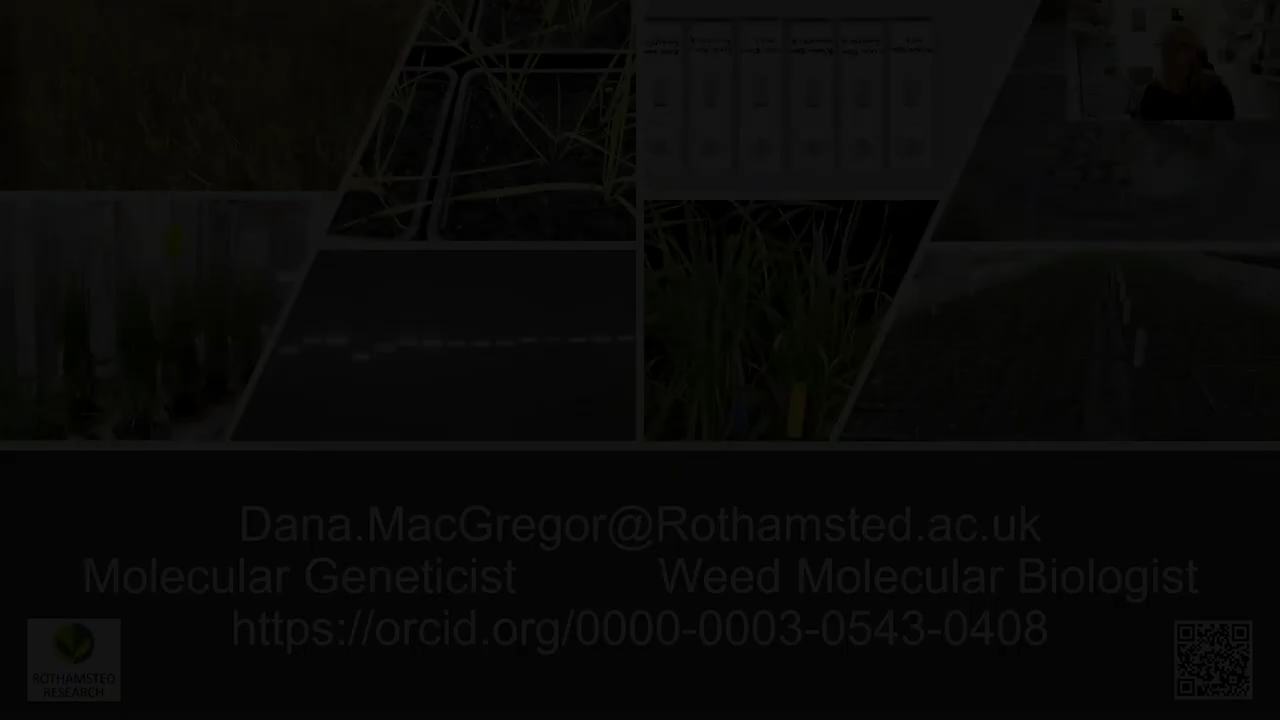 Dana.MacGregor@Rothamsted.ac.uk
Molecular Geneticist Weed Molecular Biologist
https://orcid.org/0000-0003-0543-0408
ROTHAMSTED
RESEARCH